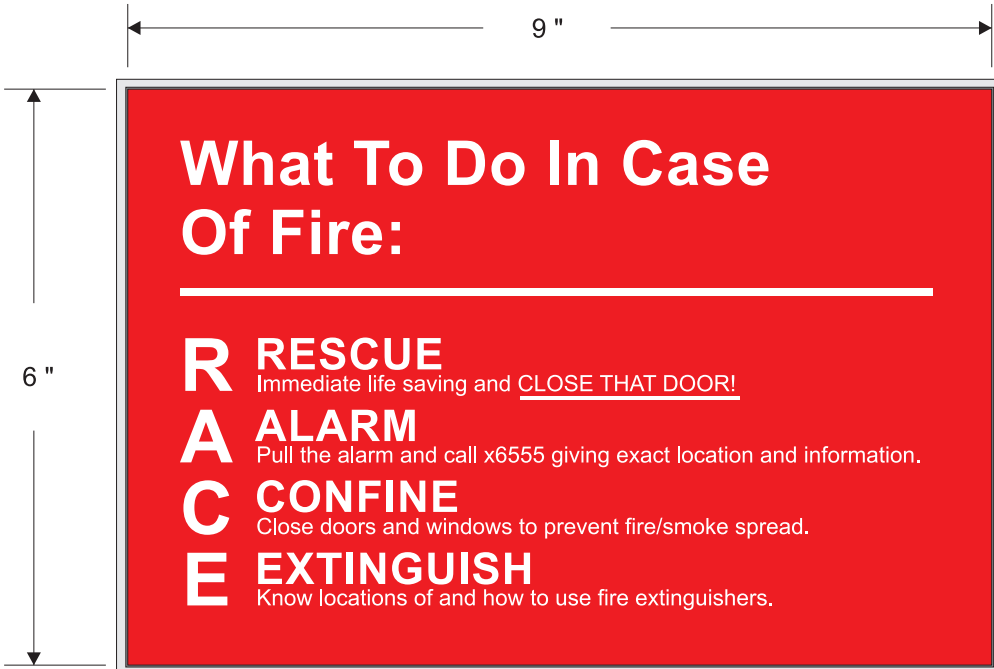 9 "
6 "
What To Do In Case
Of Fire:
R RESCUE
Immediate life saving and CLOSE THAT DOOR!
A ALARM
Pull the alarm and call x6555 giving exact location and information.
C CONFINE
Close doors and windows to prevent fire/smoke spread.
E EXTINGUISH
Know locations of and how to use fire extinguishers.